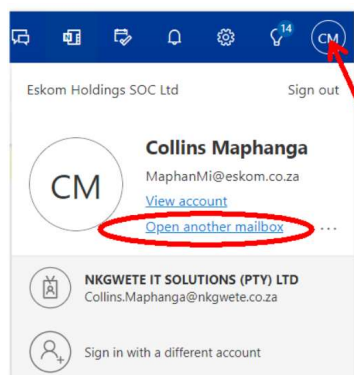 14
CM
Eskom Holdings SOC Ltd Sign out
Collins Maphanga
CM
MaphanMi@eskom.co.za
View account
Open another mailbox ...
NKGWETE IT SOLUTIONS (PTY) LTD
Collins.Maphanga@nkgwete.co.za
Sign in with a different account